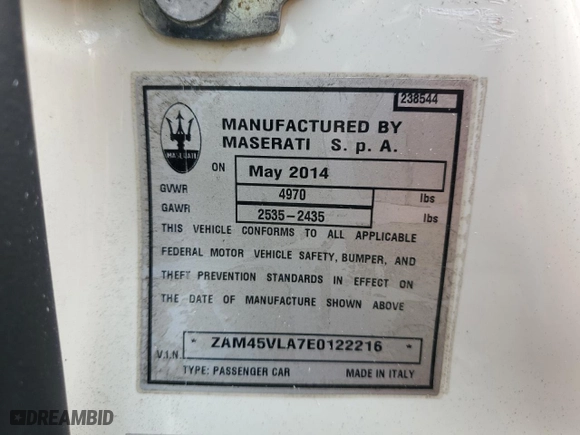 238544
MASERATI
MANUFACTURED BY
MASERATI S. p. A.
ON May 2014
GVWR 4970 lbs
GAWR 2535-2435 lbs
THIS VEHICLE CONFORMS TO ALL APPLICABLE
FEDERAL MOTOR VEHICLE SAFETY, BUMPER, AND
THEFT PREVENTION STANDARDS IN EFFECT ON
THE DATE OF MANUFACTURE SHOWN ABOVE
V.I.N. * ZAM45VLA7E0122216 *
TYPE: PASSENGER CAR MADE IN ITALY
DREAMBID